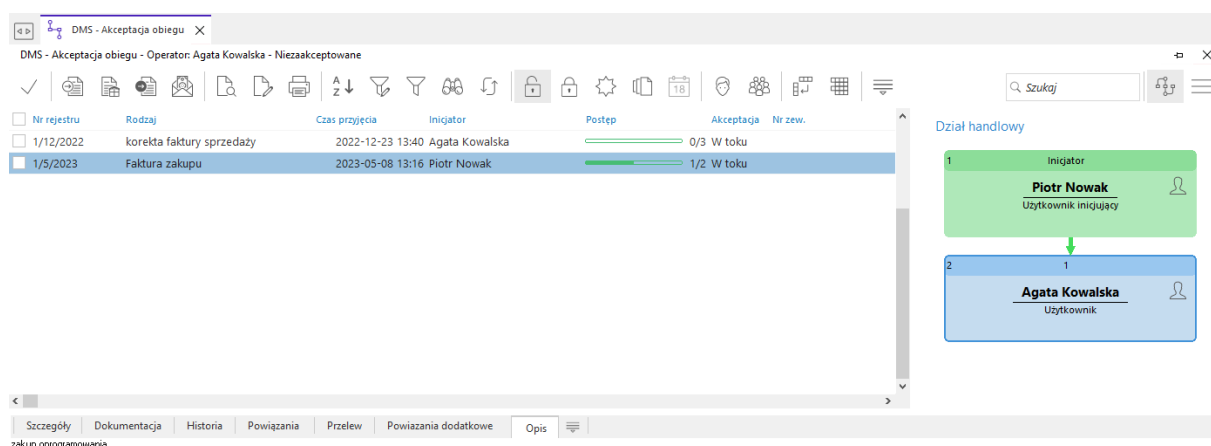 DMS - Akceptacja obiegu
DMS - Akceptacja obiegu - Operator: Agata Kowalska - Niezaakceptowane
A
Z
18
Szukaj
Nr rejestru Rodzaj Czas przyjęcia Inicjator Postęp Akceptacja Nr zew.
1/12/2022 korekta faktury sprzedaży 2022-12-23 13:40 Agata Kowalska 0/3 W toku
1/5/2023 Faktura zakupu 2023-05-08 13:16 Piotr Nowak 1/2 W toku
Dział handlowy
1 Inicjator
Piotr Nowak
Użytkownik inicjujący
2 1
Agata Kowalska
Użytkownik
Szczegóły Dokumentacja Historia Powiązania Przelew Powiazania dodatkowe Opis
zakup oprogramowania